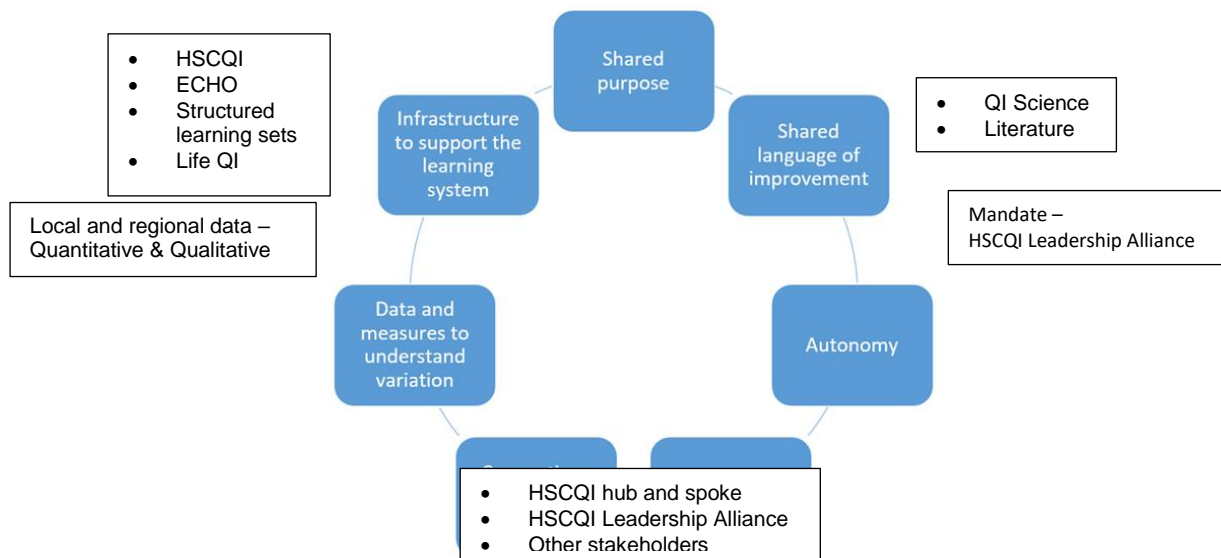 Shared
purpose
• HSCQI
• ECHO
• Structured
learning sets
• Life QI
Infrastructure
to support the
learning
system
Shared
language of
improvement
• QI Science
• Literature
Local and regional data –
Quantitative & Qualitative
Mandate –
HSCQI Leadership Alliance
Data and
measures to
understand
variation
Autonomy
• HSCQI hub and spoke
• HSCQI Leadership Alliance
• Other stakeholders